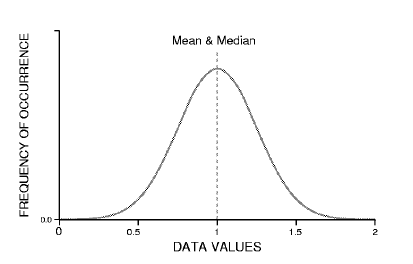 Mean & Median
FREQUENCY OF OCCURRENCE
0.0
0
0.5
1
1.5
2
DATA VALUES